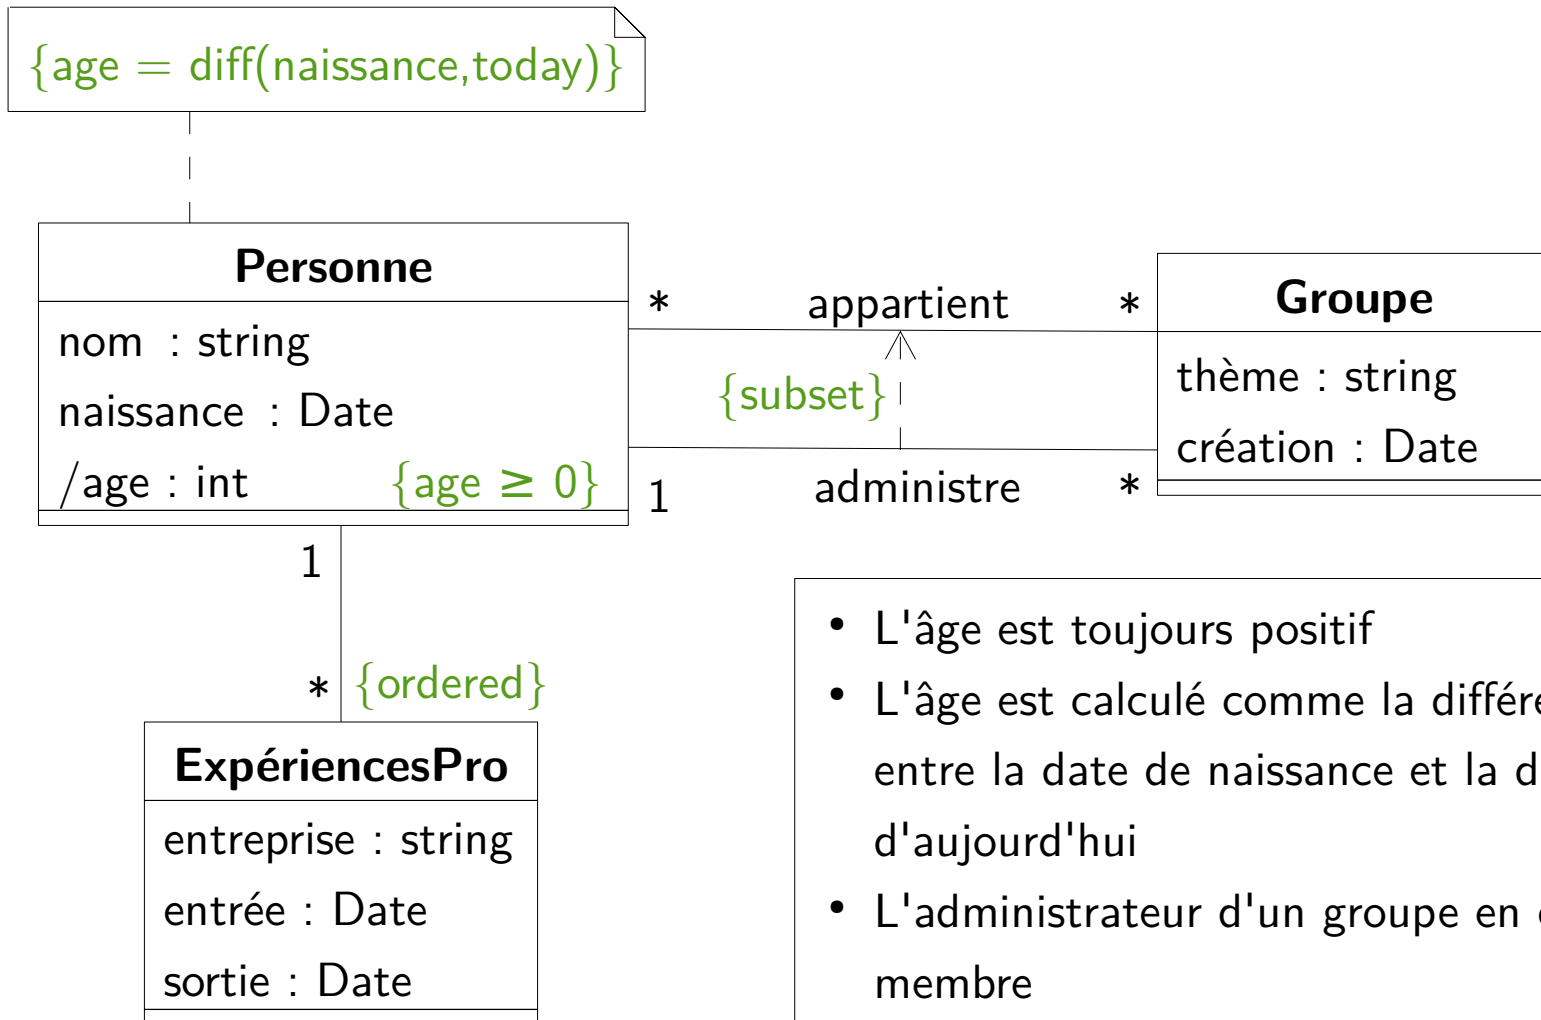 {age = diff(naissance,today)}
Personne
nom : string
naissance : Date
/age : int {age ≥ 0}
* appartient *
{subset}
1 administre *
Groupe
thème : string
création : Date
1
* {ordered}
ExpériencesPro
entreprise : string
entrée : Date
sortie : Date
• L'âge est toujours positif
• L'âge est calculé comme la
entre la date de naissance et la
d'aujourd'hui
• L'administrateur d'un groupe en
membre